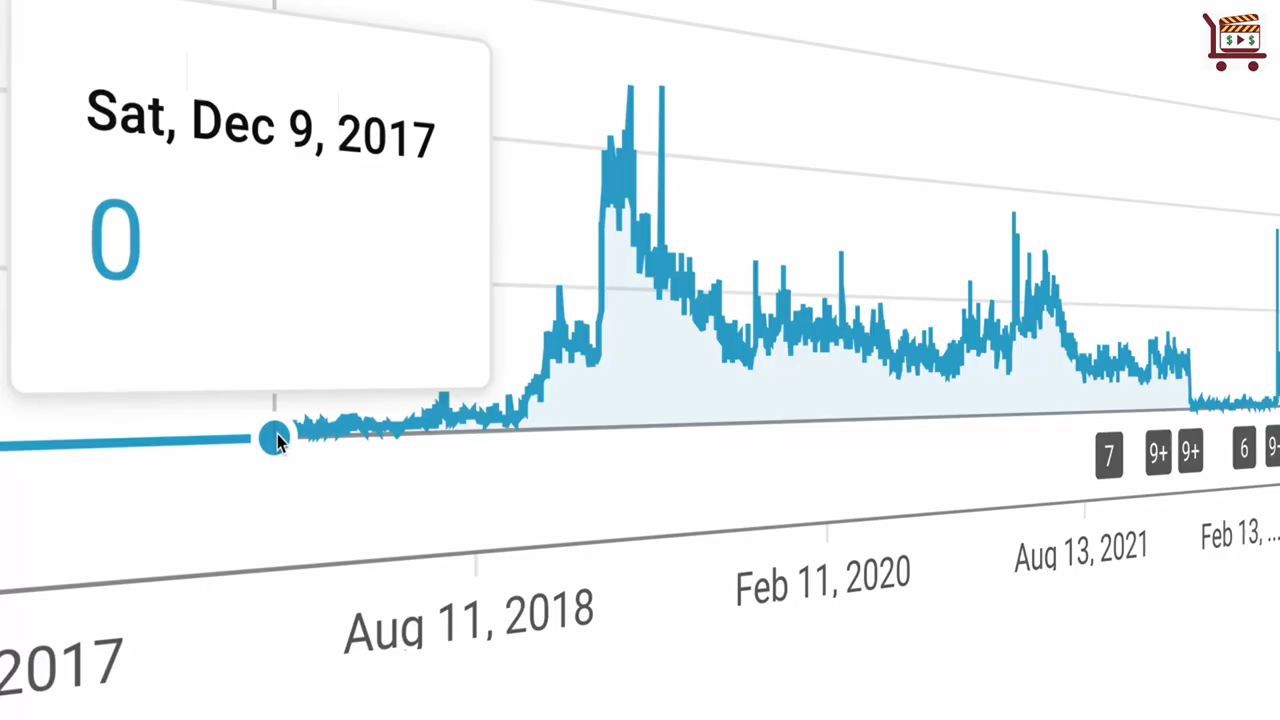 Sat, Dec 9, 2017
0
7 9+ 9+ 6
2017 Aug 11, 2018 Feb 11, 2020 Aug 13, 2021 Feb 13, ...
$ $